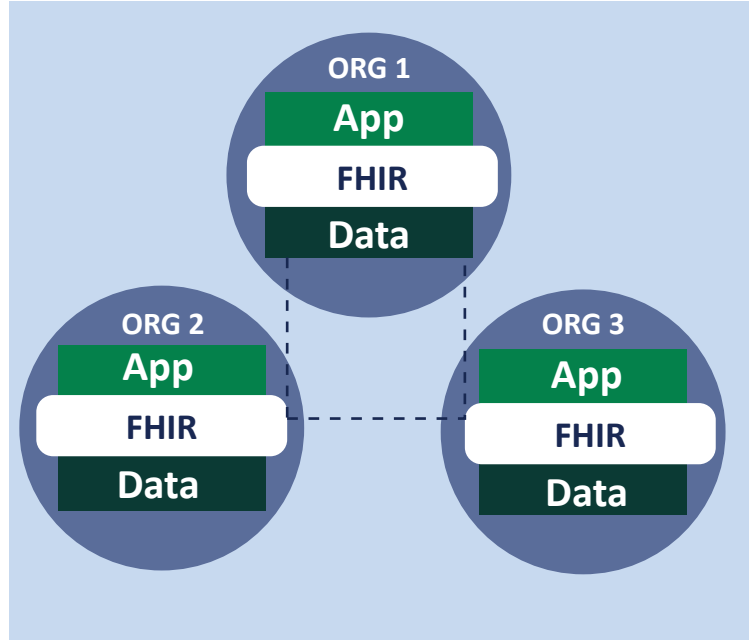 ORG 1
App
FHIR
Data
ORG 2
App
FHIR
Data
ORG 3
App
FHIR
Data